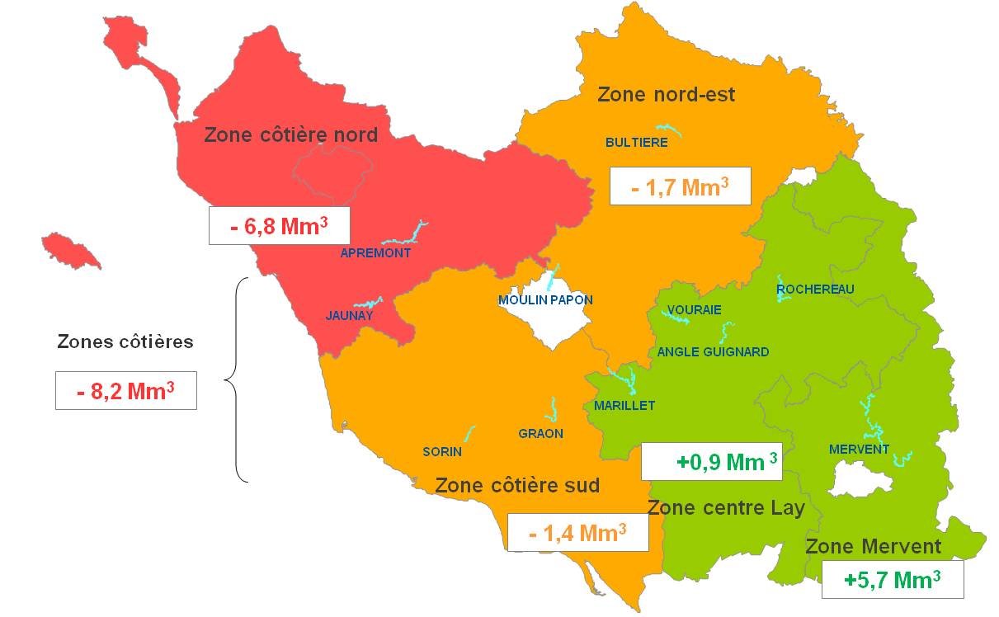 Zone nord-est
BULTIERE
- 1,7 Mm³
Zone côtière nord
- 6,8 Mm³
APREMONT
JAUNAY
MOULIN PAPON
ROCHEREAU
VOURAIE
ANGLE GUIGNARD
Zones côtières
- 8,2 Mm³
MARILLET
GRAON
SORIN
MERVENT
+0,9 Mm ³
Zone côtière sud
Zone centre Lay
- 1,4 Mm³
Zone Mervent
+5,7 Mm³